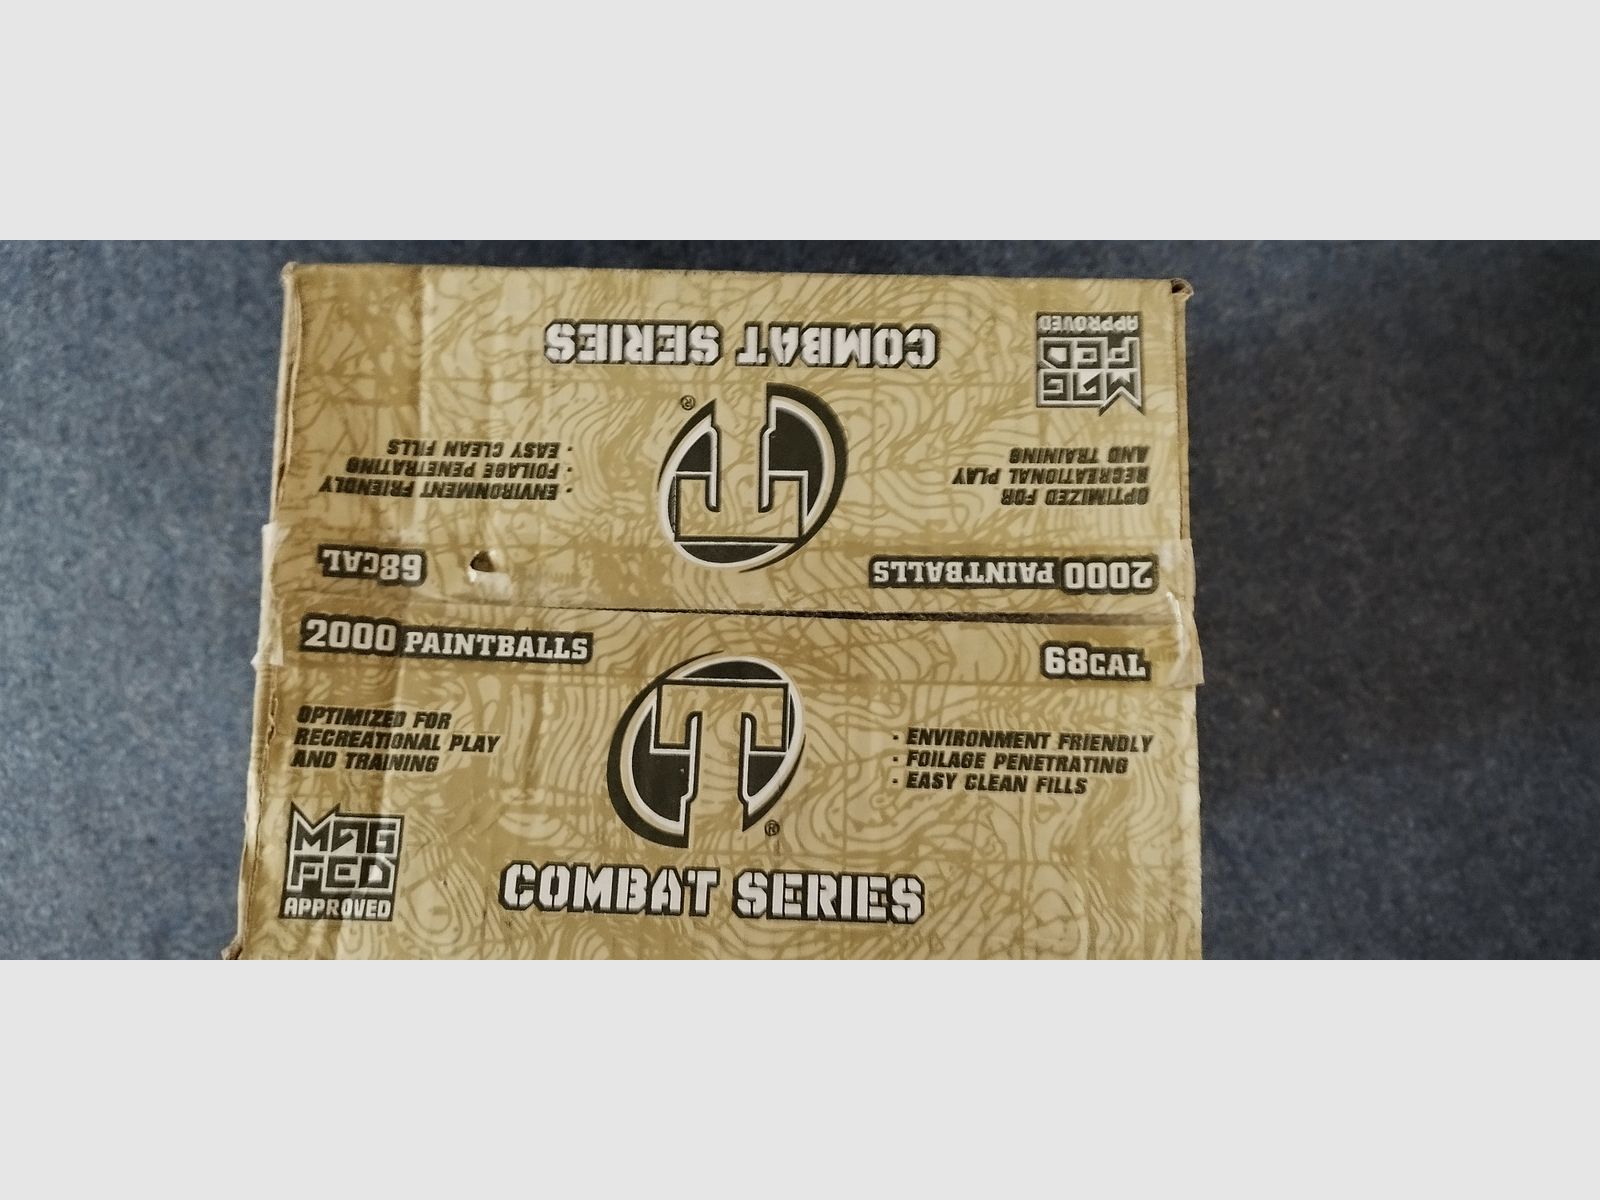 COMBAT SERIES
MAG
FED
APPROVED
OPTIMIZED FOR
RECREATIONAL PLAY
AND TRAINING
®
· ENVIRONMENT FRIENDLY
· FOILAGE PENETRATING
· EASY CLEAN FILLS
2000 PAINTBALLS
68CAL
2000 PAINTBALLS
68CAL
OPTIMIZED FOR
RECREATIONAL PLAY
AND TRAINING
T
®
· ENVIRONMENT FRIENDLY
· FOILAGE PENETRATING
· EASY CLEAN FILLS
MAG
FED
APPROVED
COMBAT SERIES